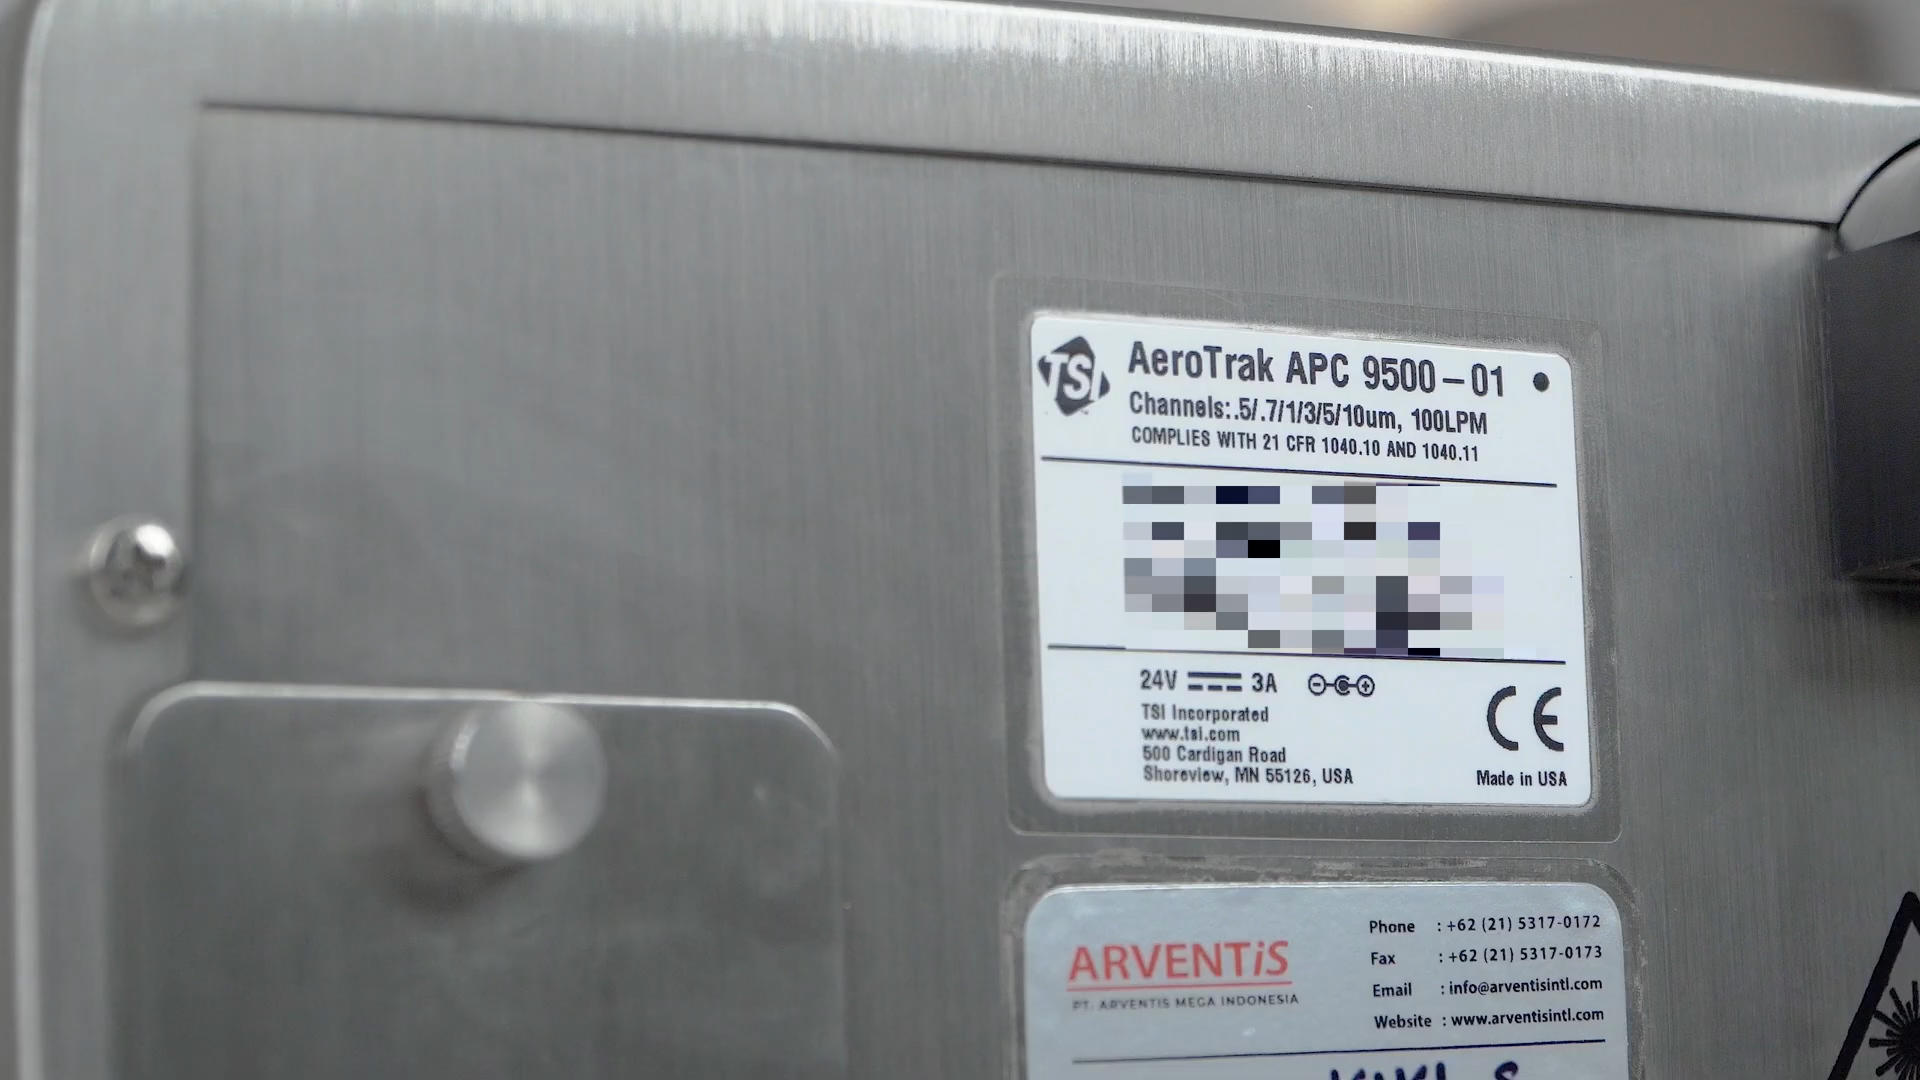 TSI
AeroTrak APC 9500-01
Channels:.5/.7/1/3/5/10um, 100LPM
COMPLIES WITH 21 CFR 1040.10 AND 1040.11
24V 3A
TSI Incorporated
www.tsi.com
500 Cardigan Road
Shoreview, MN 55126, USA
CE
Made in USA
ARVENTiS
PT. ARVENTIS MEGA INDONESIA
Phone : +62 (21) 5317-0172
Fax : +62 (21) 5317-0173
Email : info@arventisintl.com
Website : www.arventisintl.com